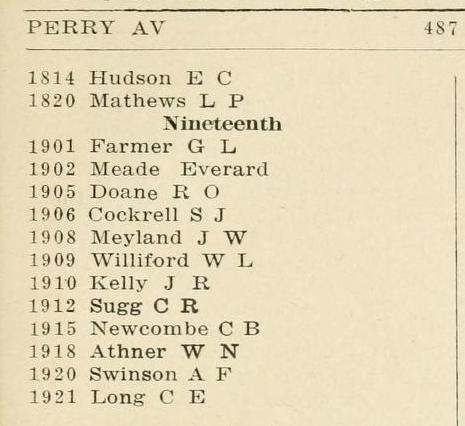 PERRY AV 487
1814 Hudson E C
1820 Mathews L P
Nineteenth
1901 Farmer G L
1902 Meade Everard
1905 Doane R O
1906 Cockrell S J
1908 Meyland J W
1909 Williford W L
1910 Kelly J R
1912 Sugg C R
1915 Newcombe C B
1918 Athner W N
1920 Swinson A F
1921 Long C E